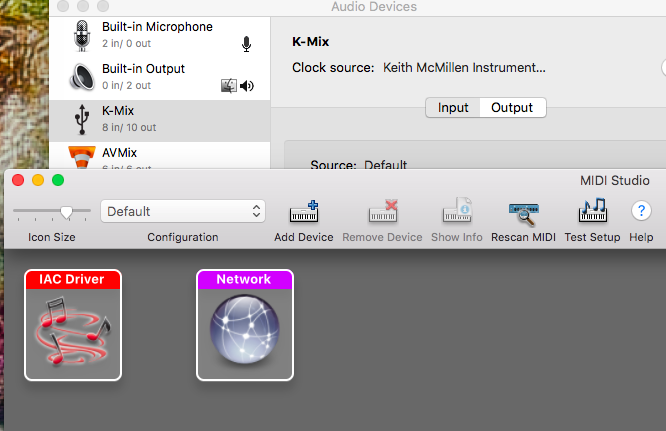 Audio Devices
Built-in Microphone
2 in/ 0 out
Built-in Output
0 in/ 2 out
K-Mix
8 in/ 10 out
AVMix
K-Mix
Clock source: Keith McMillen Instrument...
Input Output
Source: Default
MIDI Studio
Default
Icon Size Configuration Add Device Remove Device Show Info Rescan MIDI Test Setup Help
IAC Driver
Network